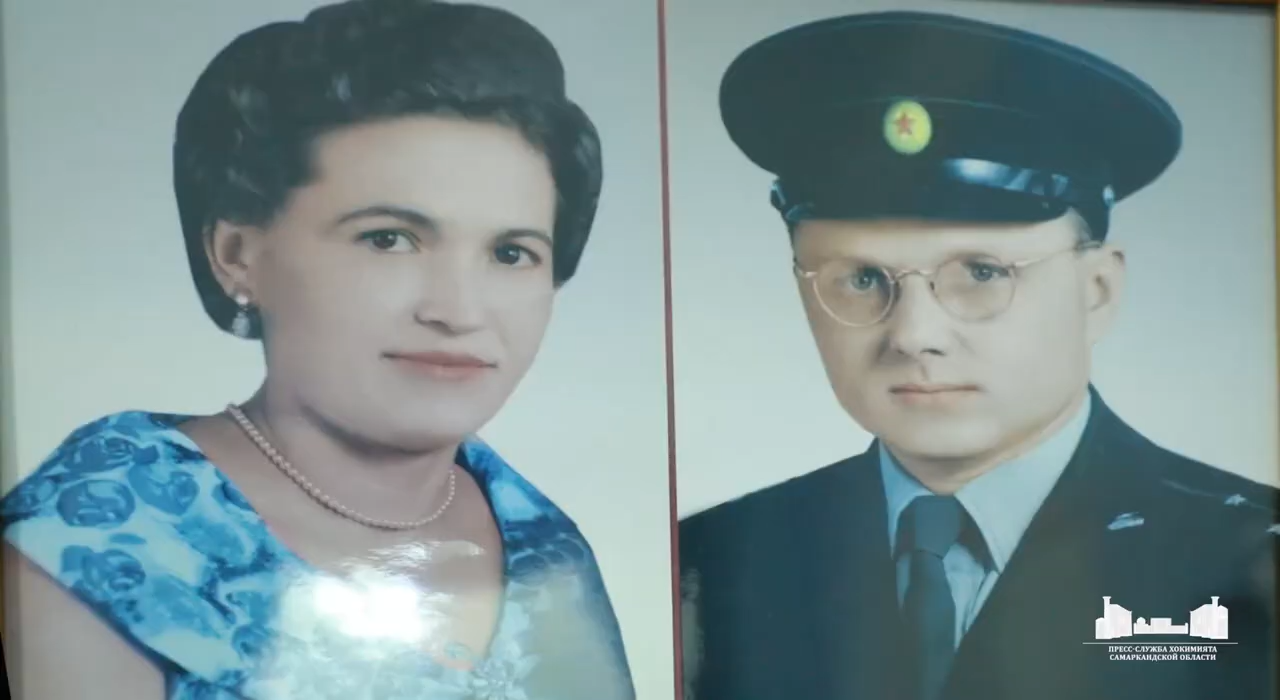 ПРЕСС-СЛУЖБА ХОКИМИЯТА
САМАРКАНДСКОЙ ОБЛАСТИ